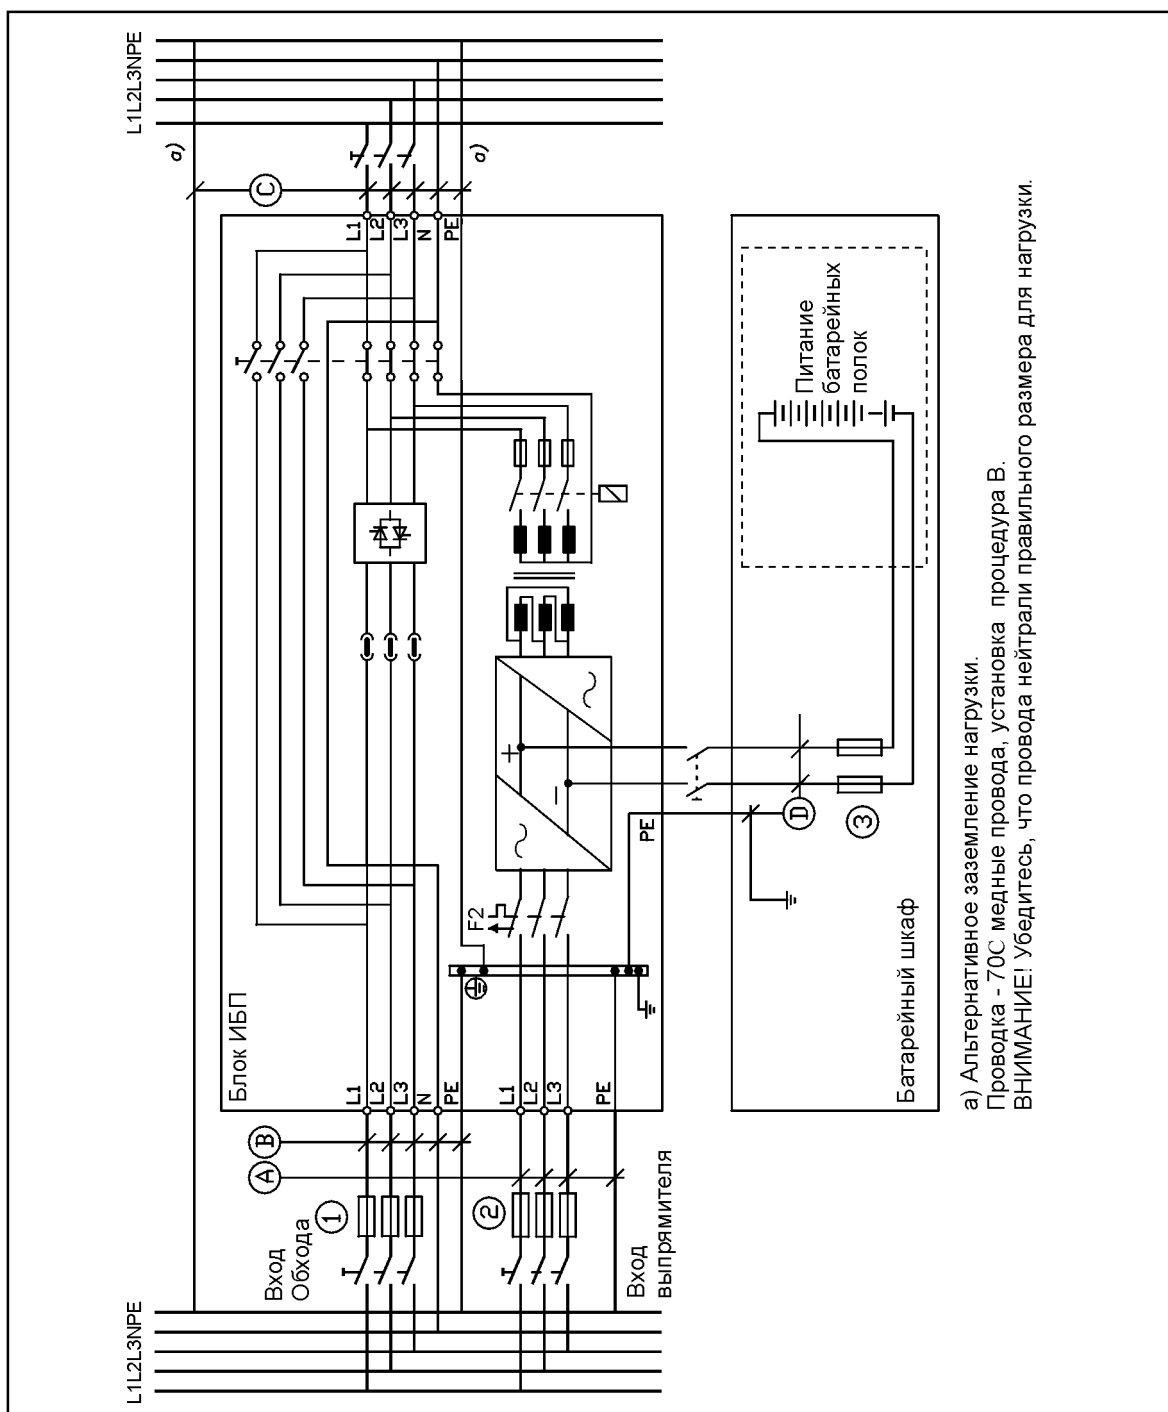 L1L2L3NPE
a)
a)
C
L1
L2
L3
N
PE
Блок ИБП
F2
PE
L1
L2
L3
N
PE
L1
L2
L3
PE
B
A
1
2
Вход
Обхода
Вход
выпрямителя
L1L2L3NPE
Питание
батарейных
полок
D
3
Батарейный шкаф
а) Альтернативное заземление нагрузки.
Проводка - 70С медные провода, установка процедура В.
ВНИМАНИЕ! Убедитесь, что провода нейтрали правильного размера для нагрузки.